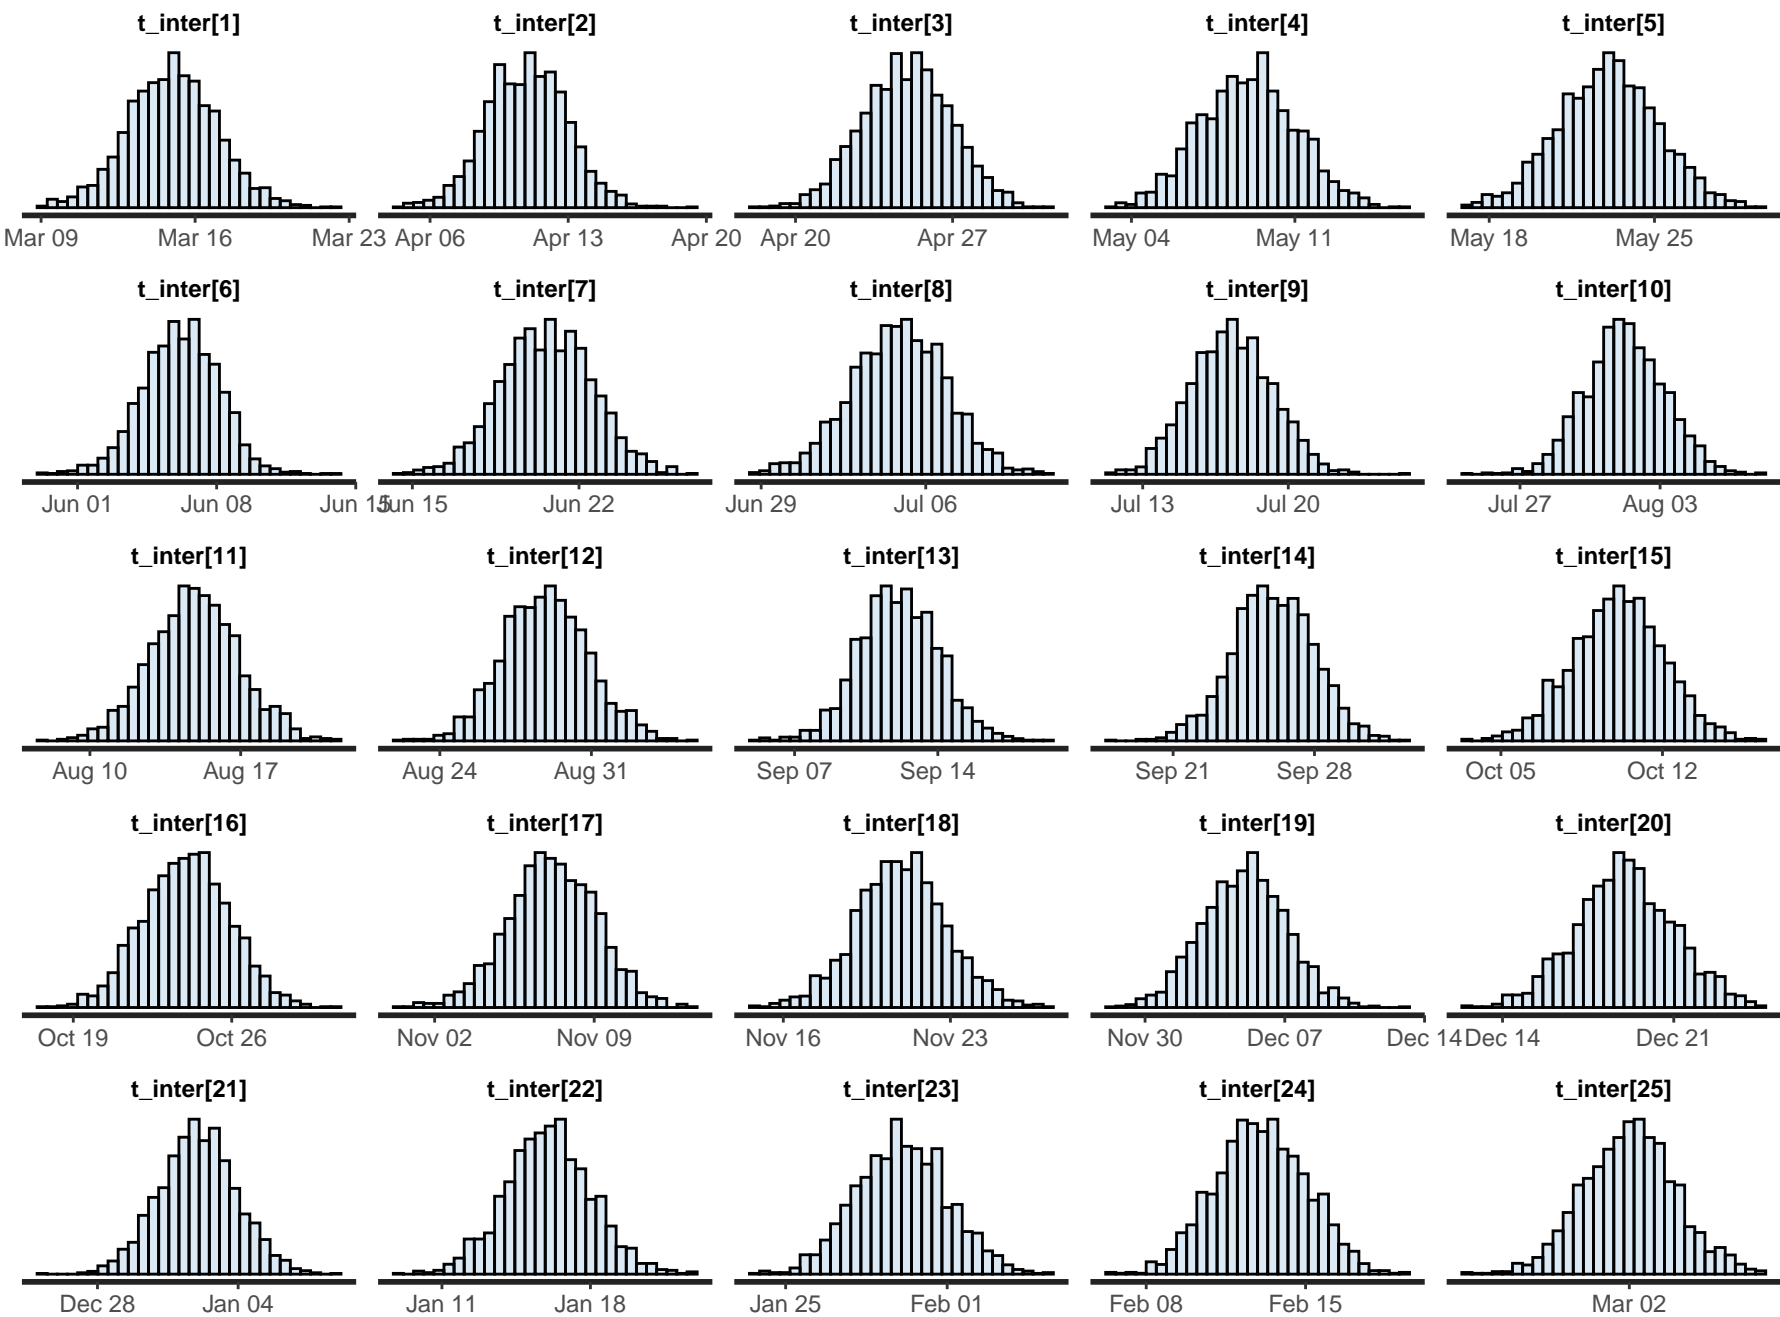 t_inter[1] t_inter[2] t_inter[3] t_inter[4] t_inter[5]
Mar 09 Mar 16 Mar 23 Apr 06 Apr 13 Apr 20 Apr 20 Apr 27 May 04 May 11 May 18 May 25
t_inter[6] t_inter[7] t_inter[8] t_inter[9] t_inter[10]
Jun 01 Jun 08 Jun 15 Jun 15 Jun 22 Jun 29 Jul 06 Jul 13 Jul 20 Jul 27 Aug 03
t_inter[11] t_inter[12] t_inter[13] t_inter[14] t_inter[15]
Aug 10 Aug 17 Aug 24 Aug 31 Sep 07 Sep 14 Sep 21 Sep 28 Oct 05 Oct 12
t_inter[16] t_inter[17] t_inter[18] t_inter[19] t_inter[20]
Oct 19 Oct 26 Nov 02 Nov 09 Nov 16 Nov 23 Nov 30 Dec 07 Dec 14 Dec 14 Dec 21
t_inter[21] t_inter[22] t_inter[23] t_inter[24] t_inter[25]
Dec 28 Jan 04 Jan 11 Jan 18 Jan 25 Feb 01 Feb 08 Feb 15 Mar 02